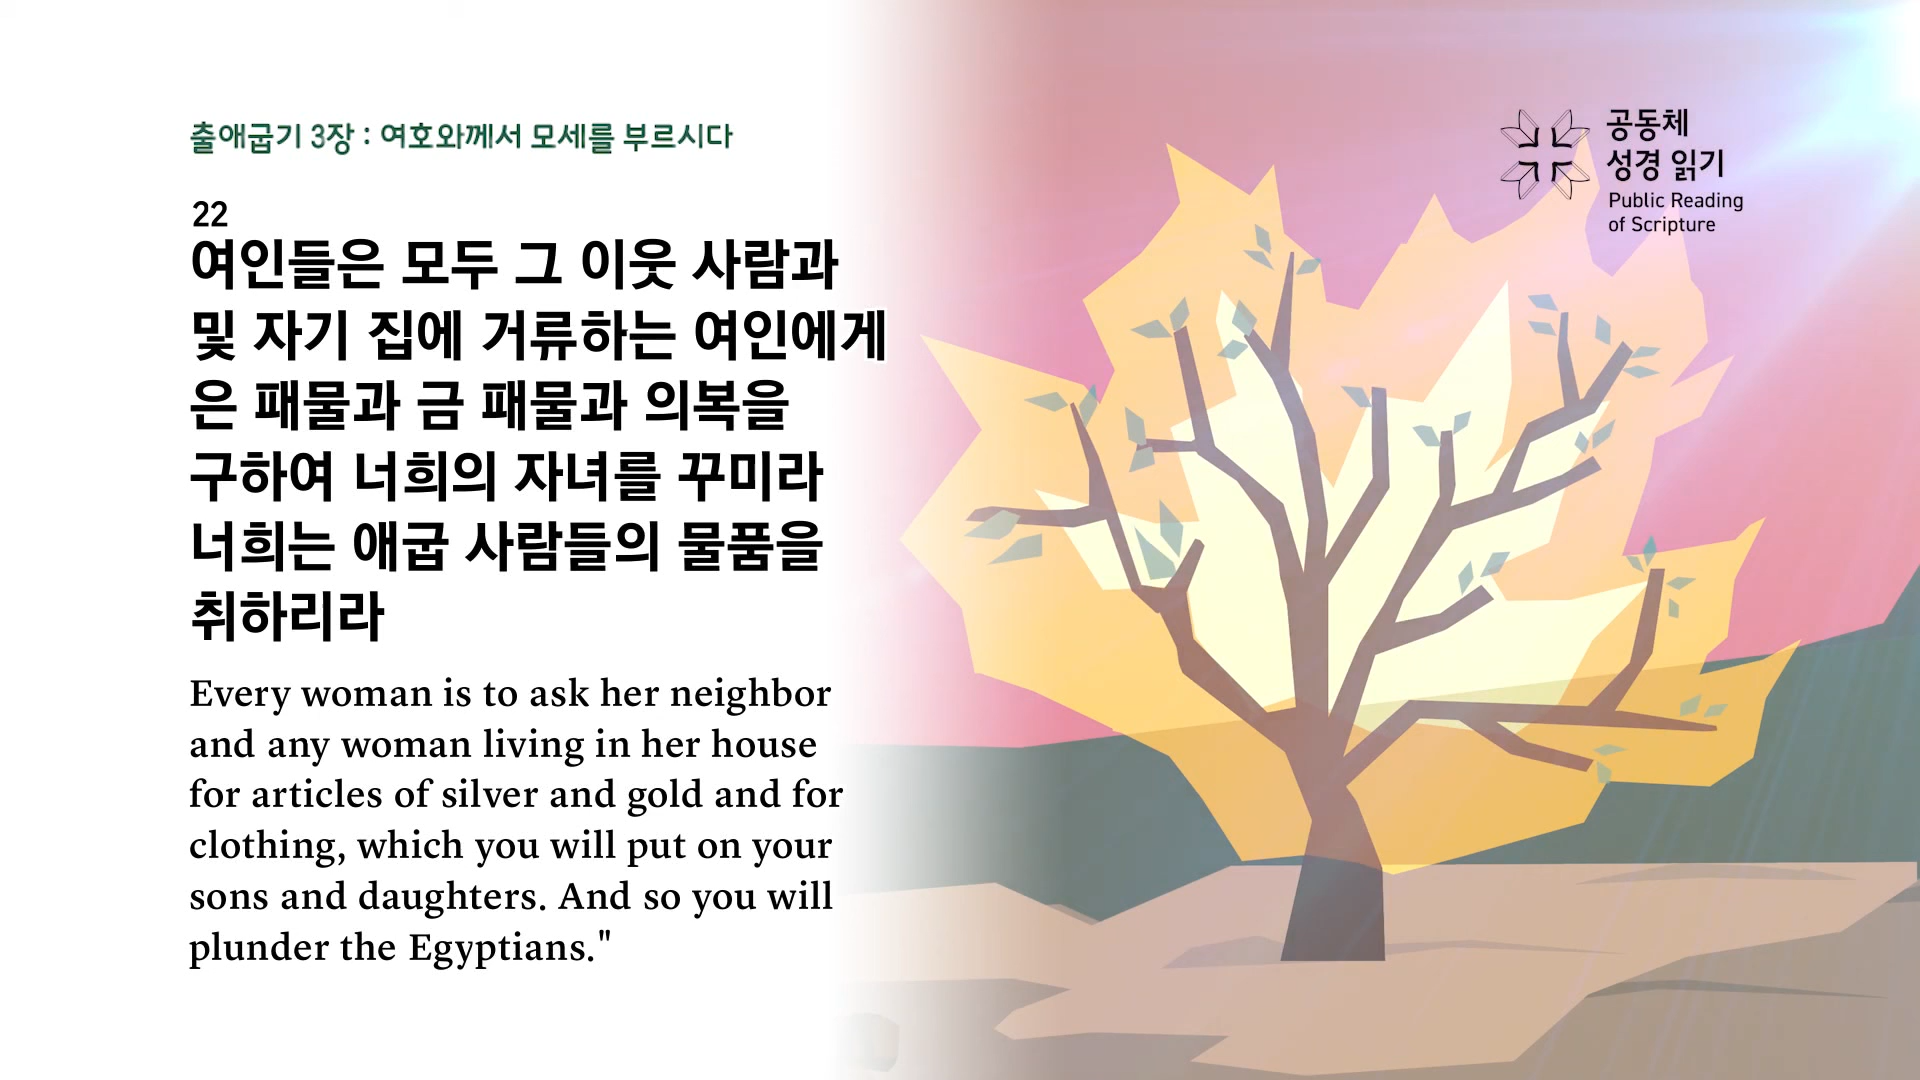 출애굽기 3장 : 여호와께서 모세를 부르시다
22
여인들은 모두 그 이웃 사람과
및 자기 집에 거류하는 여인에게
은 패물과 금 패물과 의복을
구하여 너희의 자녀를 꾸미라
너희는 애굽 사람들의 물품을
취하리라
Every woman is to ask her neighbor
and any woman living in her house
for articles of silver and gold and for
clothing, which you will put on your
sons and daughters. And so you will
plunder the Egyptians."
공동체
성경 읽기
Public Reading
of Scripture